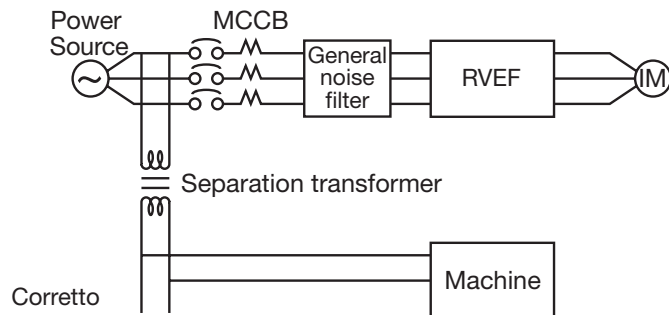 Power
Source
MCCB
General
noise
filter
RVEF
IM
Separation transformer
Machine
Corretto